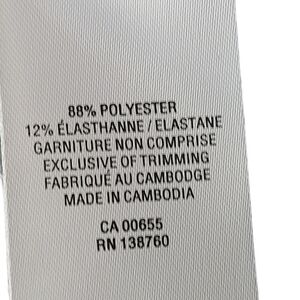 88% POLYESTER
12% ÉLASTHANNE / ELASTANE
GARNITURE NON COMPRISE
EXCLUSIVE OF TRIMMING
FABRIQUÉ AU CAMBODGE
MADE IN CAMBODIA
CA 00655
RN 138760